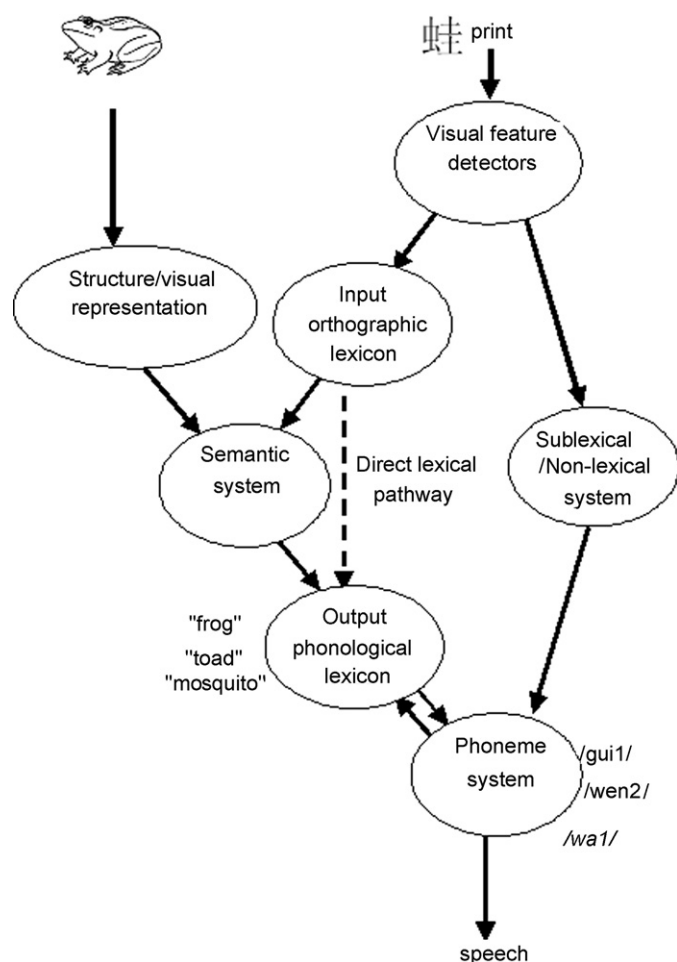 蛙 print
Visual feature
detectors
Structure/visual
representation
Input
orthographic
lexicon
Semantic
system
Direct lexical
pathway
Sublexical
/Non-lexical
system
"frog"
"toad"
"mosquito"
Output
phonological
lexicon
Phoneme
system
/gui1/
/wen2/
/wa1/
speech